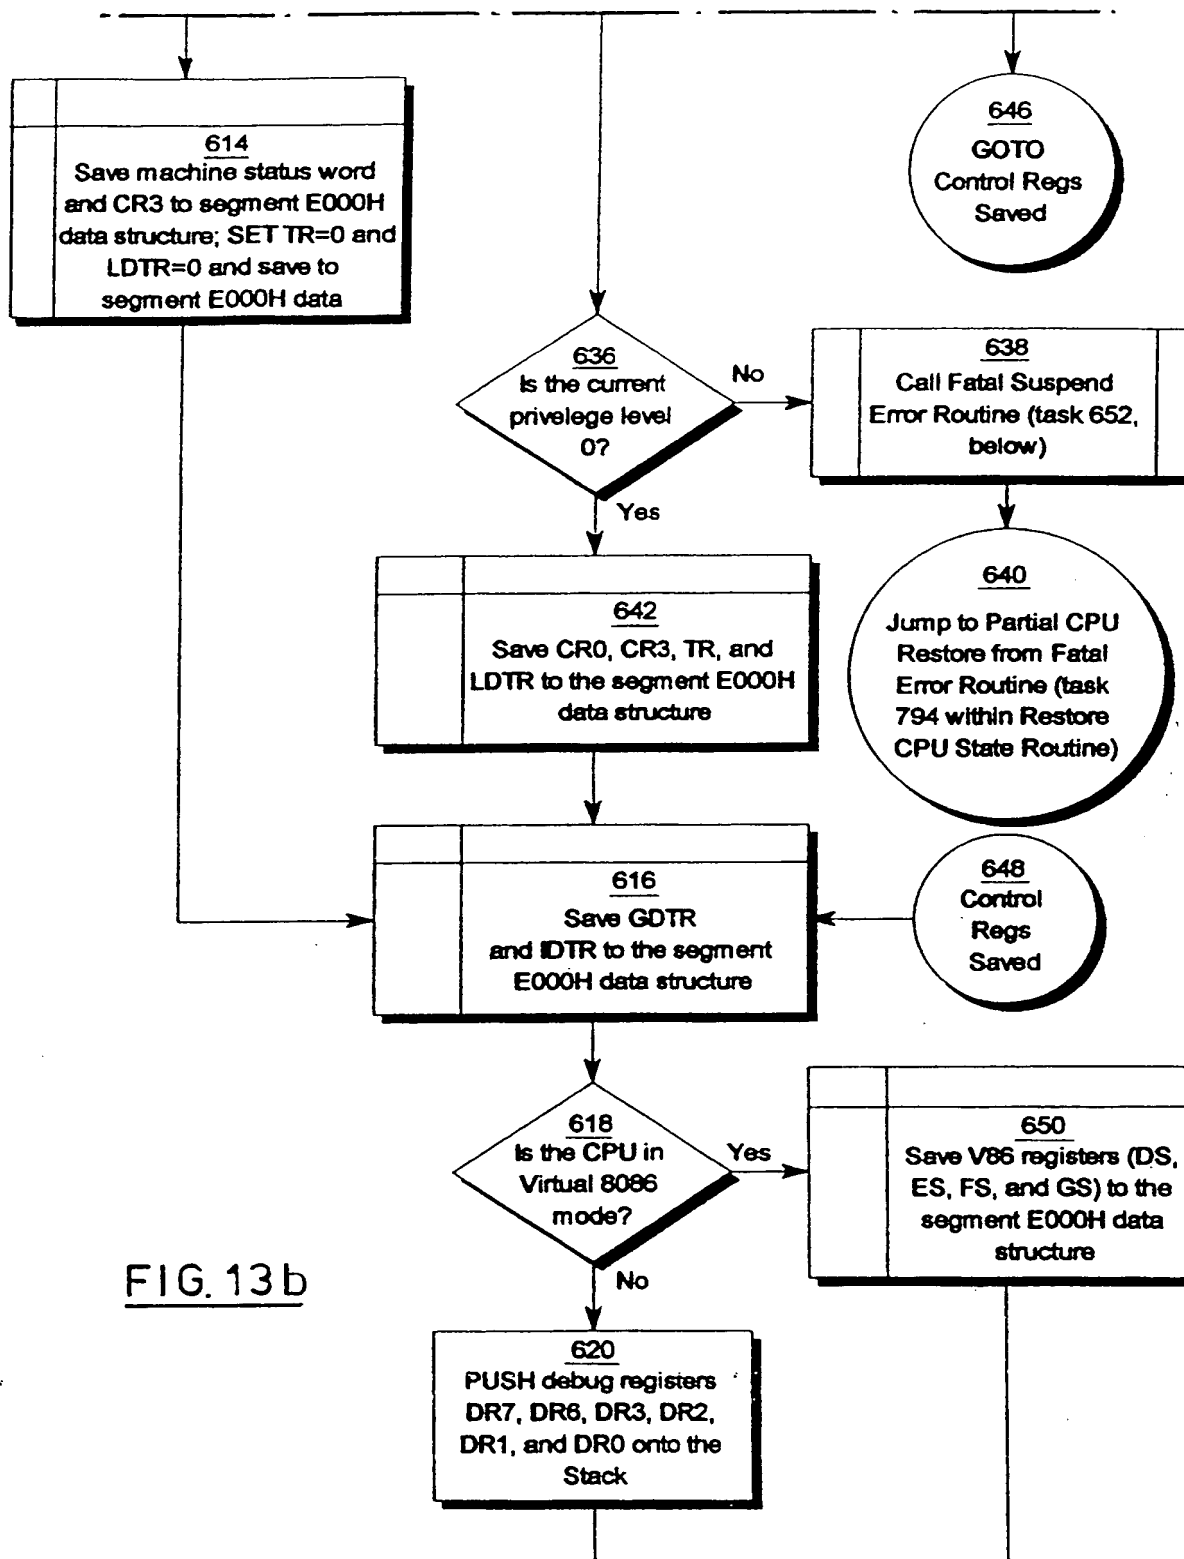 614
Save machine status word
and CR3 to segment E000H
data structure; SET TR=0 and
LDTR=0 and save to
segment E000H data
646
GOTO
Control Regs
Saved
636
Is the current
privelege level
0?
No
Yes
638
Call Fatal Suspend
Error Routine (task 652,
below)
640
Jump to Partial CPU
Restore from Fatal
Error Routine (task
794 within Restore
CPU State Routine)
642
Save CR0, CR3, TR, and
LDTR to the segment E000H
data structure
616
Save GDTR
and IDTR to the segment
E000H data structure
648
Control
Regs
Saved
618
Is the CPU in
Virtual 8086
mode?
Yes
No
650
Save V86 registers (DS,
ES, FS, and GS) to the
segment E000H data
structure
620
PUSH debug registers
DR7, DR6, DR3, DR2,
DR1, and DR0 onto the
Stack
FIG. 13b